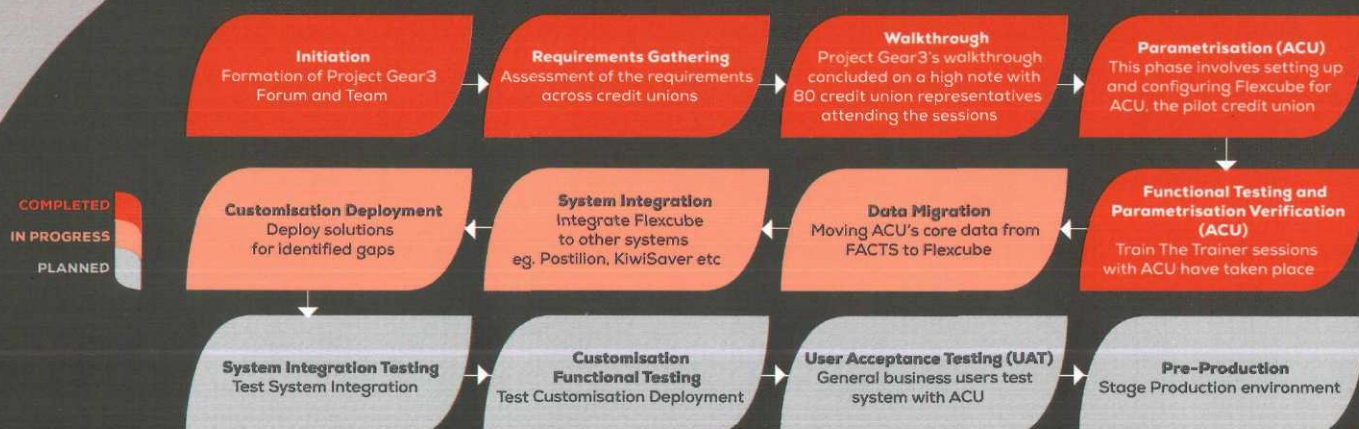 Initiation
Formation of Project Gear3
Forum and Team
Requirements Gathering
Assessment of the requirements
across credit unions
Walkthrough
Project Gear3's walkthrough
concluded on a high note with
80 credit union representatives
attending the sessions
Parametrisation (ACU)
This phase involves setting up
and configuring Flexcube for
ACU. the pilot credit union
Functional Testing and
Parametrisation Verification
(ACU)
Train The Trainer sessions
with ACU have taken place
Data Migration
Moving ACU's core data from
FACTS to Flexcube
System Integration
Integrate Flexcube
to other systems
eg. Postilion, KiwiSaver etc
Customisation Deployment
Deploy solutions
for identified gaps
COMPLETED
IN PROGRESS
PLANNED
System Integration Testing
Test System Integration
Customisation
Functional Testing
Test Customisation Deployment
User Acceptance Testing (UAT)
General business users test
system with ACU
Pre-Production
Stage Production environment